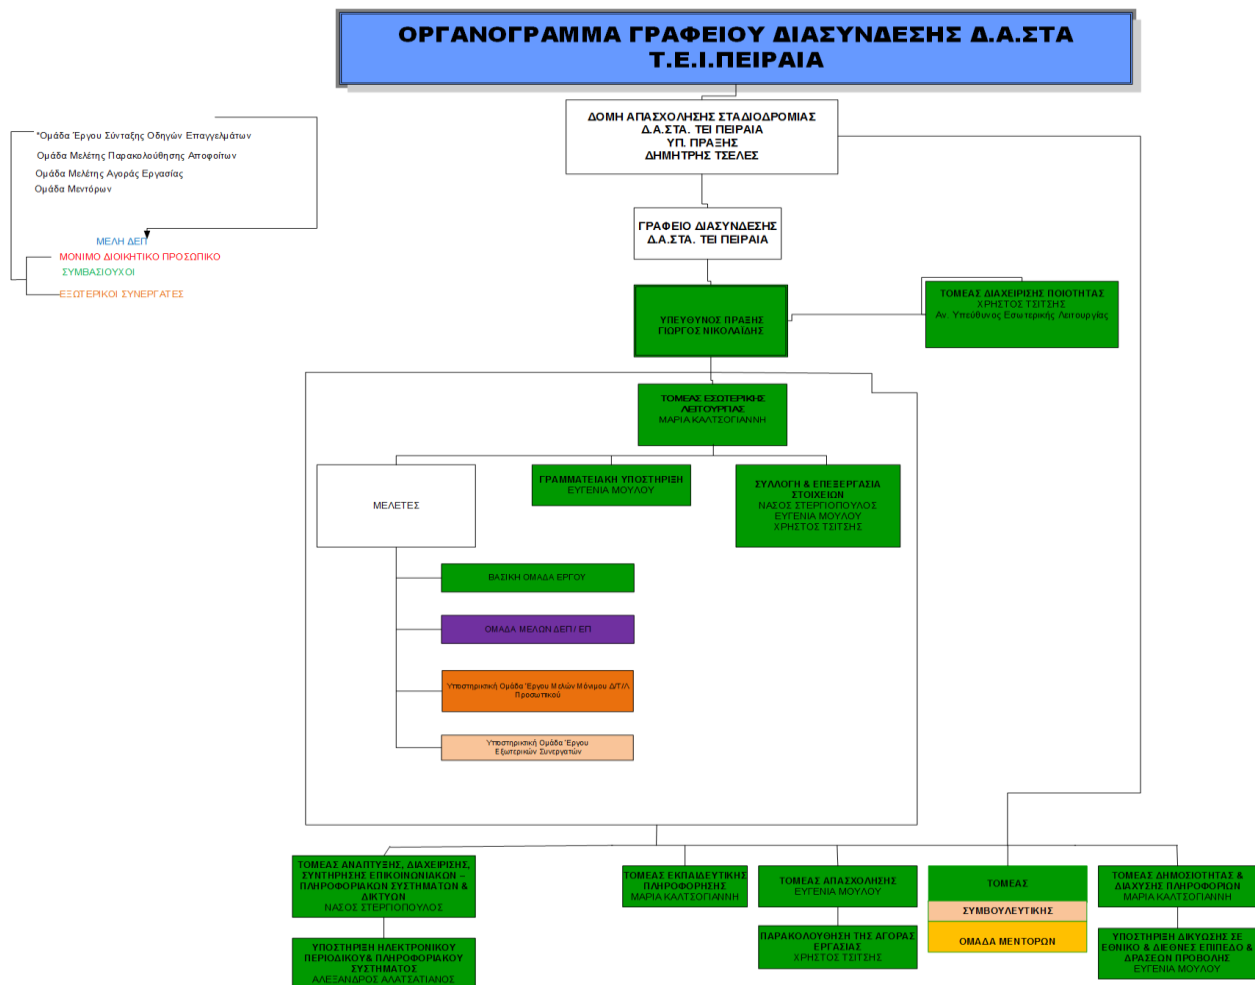 ΟΡΓΑΝΟΓΡΑΜΜΑ ΓΡΑΦΕΙΟΥ ΔΙΑΣΥΝΔΕΣΗΣ Δ.Α.ΣΤΑ
Τ.Ε.Ι.ΠΕΙΡΑΙΑ
ΔΟΜΗ ΑΠΑΣΧΟΛΗΣΗΣ ΣΤΑΔΙΟΔΡΟΜΙΑΣ
Δ.Α.ΣΤΑ. ΤΕΙ ΠΕΙΡΑΙΑ
ΥΠ. ΠΡΑΞΗΣ
ΔΗΜΗΤΡΗΣ ΤΣΕΛΕΣ
*Ομάδα Έργου Σύνταξης Οδηγών Επαγγελμάτων
Ομάδα Μελέτης Παρακολούθησης Αποφοίτων
Ομάδα Μελέτης Αγοράς Εργασίας
Ομάδα Μεντόρων
ΜΕΛΗ ΔΕΠ
ΜΟΝΙΜΟ ΔΙΟΙΚΗΤΙΚΟ ΠΡΟΣΩΠΙΚΟ
ΣΥΜΒΑΣΙΟΥΧΟΙ
ΕΞΩΤΕΡΙΚΟΙ ΣΥΝΕΡΓΑΤΕΣ
ΓΡΑΦΕΙΟ ΔΙΑΣΥΝΔΕΣΗΣ
Δ.Α.ΣΤΑ. ΤΕΙ ΠΕΙΡΑΙΑ
ΥΠΕΥΘΥΝΟΣ ΠΡΑΞΗΣ
ΓΙΩΡΓΟΣ ΝΙΚΟΛΑΪΔΗΣ
ΤΟΜΕΑΣ ΔΙΑΧΕΙΡΙΣΗΣ ΠΟΙΟΤΗΤΑΣ
ΧΡΗΣΤΟΣ ΤΣΙΤΣΗΣ
Αν. Υπεύθυνος Εσωτερικής Λειτουργίας
ΤΟΜΕΑΣ ΕΣΩΤΕΡΙΚΗΣ
ΛΕΙΤΟΥΡΓΙΑΣ
ΜΑΡΙΑ ΚΑΛΤΣΟΓΙΑΝΝΗ
ΜΕΛΕΤΕΣ
ΓΡΑΜΜΑΤΕΙΑΚΗ ΥΠΟΣΤΗΡΙΞΗ
ΕΥΓΕΝΙΑ ΜΟΥΛΟΥ
ΣΥΛΛΟΓΗ & ΕΠΕΞΕΡΓΑΣΙΑ
ΣΤΟΙΧΕΙΩΝ
ΝΑΣΟΣ ΣΤΕΡΓΙΟΠΟΥΛΟΣ
ΕΥΓΕΝΙΑ ΜΟΥΛΟΥ
ΧΡΗΣΤΟΣ ΤΣΙΤΣΗΣ
ΒΑΣΙΚΗ ΟΜΑΔΑ ΕΡΓΟΥ
ΟΜΑΔΑ ΜΕΛΩΝ ΔΕΠ / ΕΠ
Υποστηρικτική Ομάδα Έργου Μελών Μόνιμου Δ/Τ/Λ
Προσωπικού
Υποστηρικτική Ομάδα Έργου
Εξωτερικών Συνεργατών
ΤΟΜΕΑΣ ΑΝΑΠΤΥΞΗΣ, ΔΙΑΧΕΙΡΙΣΗΣ,
ΣΥΝΤΗΡΗΣΗΣ ΕΠΙΚΟΙΝΩΝΙΑΚΩΝ –
ΠΛΗΡΟΦΟΡΙΑΚΩΝ ΣΥΣΤΗΜΑΤΩΝ &
ΔΙΚΤΥΩΝ
ΝΑΣΟΣ ΣΤΕΡΓΙΟΠΟΥΛΟΣ
ΥΠΟΣΤΗΡΙΞΗ ΗΛΕΚΤΡΟΝΙΚΟΥ
ΠΕΡΙΟΔΙΚΟΥ& ΠΛΗΡΟΦΟΡΙΑΚΟΥ
ΣΥΣΤΗΜΑΤΟΣ
ΑΛΕΞΑΝΔΡΟΣ ΑΛΑΤΣΑΤΙΑΝΟΣ
ΤΟΜΕΑΣ ΕΚΠΑΙΔΕΥΤΙΚΗΣ
ΠΛΗΡΟΦΟΡΗΣΗΣ
ΜΑΡΙΑ ΚΑΛΤΣΟΓΙΑΝΝΗ
ΤΟΜΕΑΣ ΑΠΑΣΧΟΛΗΣΗΣ
ΕΥΓΕΝΙΑ ΜΟΥΛΟΥ
ΠΑΡΑΚΟΛΟΥΘΗΣΗ ΤΗΣ ΑΓΟΡΑΣ
ΕΡΓΑΣΙΑΣ
ΧΡΗΣΤΟΣ ΤΣΙΤΣΗΣ
ΤΟΜΕΑΣ
ΣΥΜΒΟΥΛΕΥΤΙΚΗΣ
ΟΜΑΔΑ ΜΕΝΤΟΡΩΝ
ΤΟΜΕΑΣ ΔΗΜΟΣΙΟΤΗΤΑΣ &
ΔΙΑΧΥΣΗΣ ΠΛΗΡΟΦΟΡΙΩΝ
ΜΑΡΙΑ ΚΑΛΤΣΟΓΙΑΝΝΗ
ΥΠΟΣΤΗΡΙΞΗ ΔΙΚΥΩΣΗΣ ΣΕ
ΕΘΝΙΚΟ & ΔΙΕΘΝΕΣ ΕΠΙΠΕΔΟ &
ΔΡΑΣΕΩΝ ΠΡΟΒΟΛΗΣ
ΕΥΓΕΝΙΑ ΜΟΥΛΟΥ